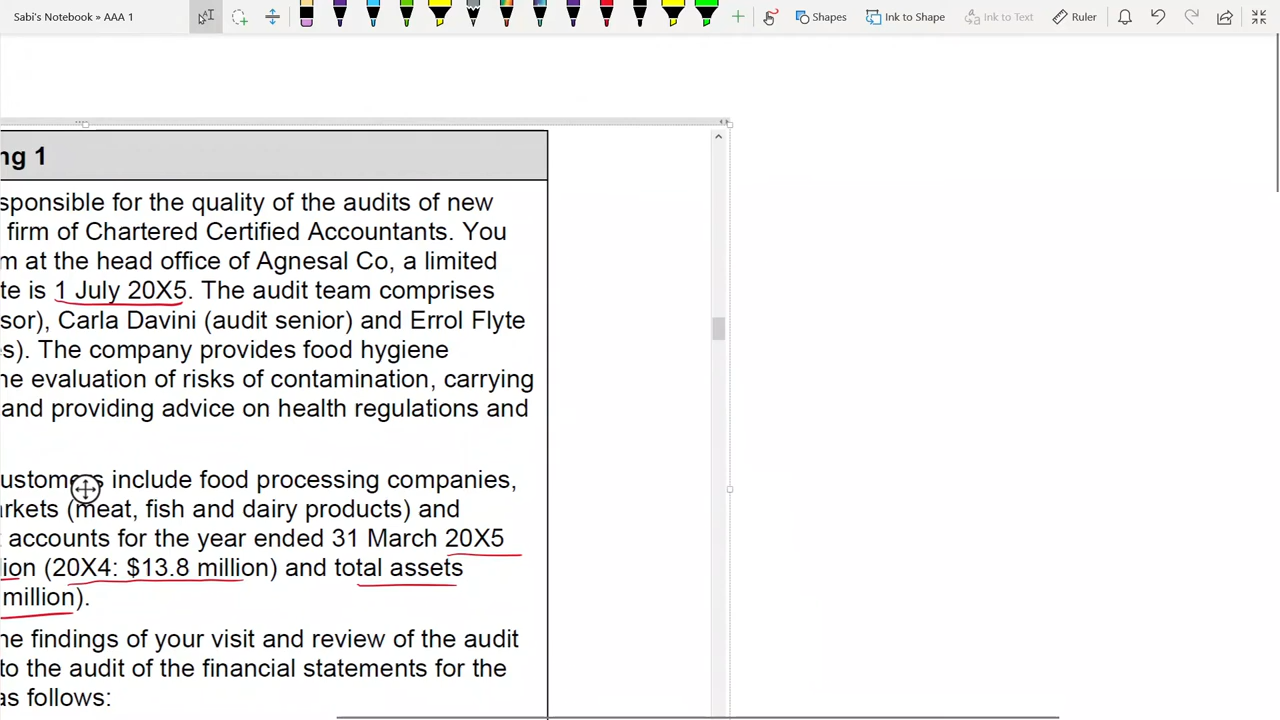 Sabi's Notebook » AAA 1
Shapes
Ink to Shape
Ink to Text
Ruler
ng 1
sponsible for the quality of the audits of new
firm of Chartered Certified Accountants. You
m at the head office of Agnesal Co, a limited
te is 1 July 20X5. The audit team comprises
sor), Carla Davini (audit senior) and Errol Flyte
s). The company provides food hygiene
ne evaluation of risks of contamination, carrying
and providing advice on health regulations and
ustomers include food processing companies,
rkets (meat, fish and dairy products) and
accounts for the year ended 31 March 20X5
lion (20X4: $13.8 million) and total assets
million).
ne findings of your visit and review of the audit
to the audit of the financial statements for the
as follows: